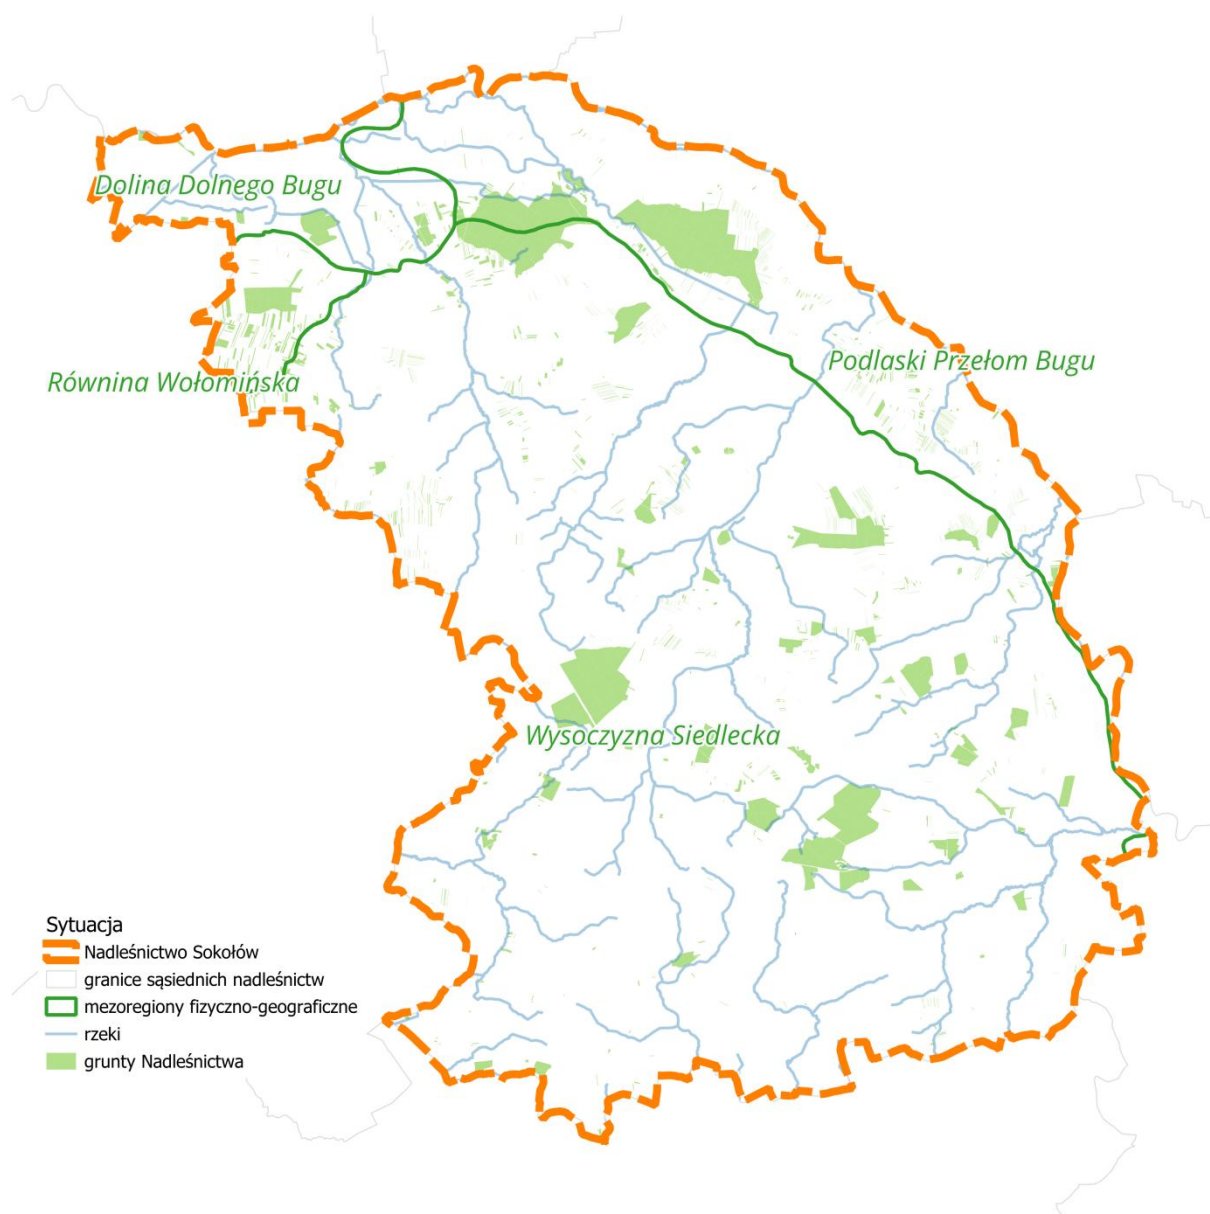 Dolina Dolnego Bugu
Podlaski Przełom Bugu
Równina Wołomińska
Wysoczyzna Siedlecka
Sytuacja
Nadleśnictwo Sokołów
granice sąsiednich nadleśnictw
mezoregiony fizyczno-geograficzne
rzeki
grunty Nadleśnictwa